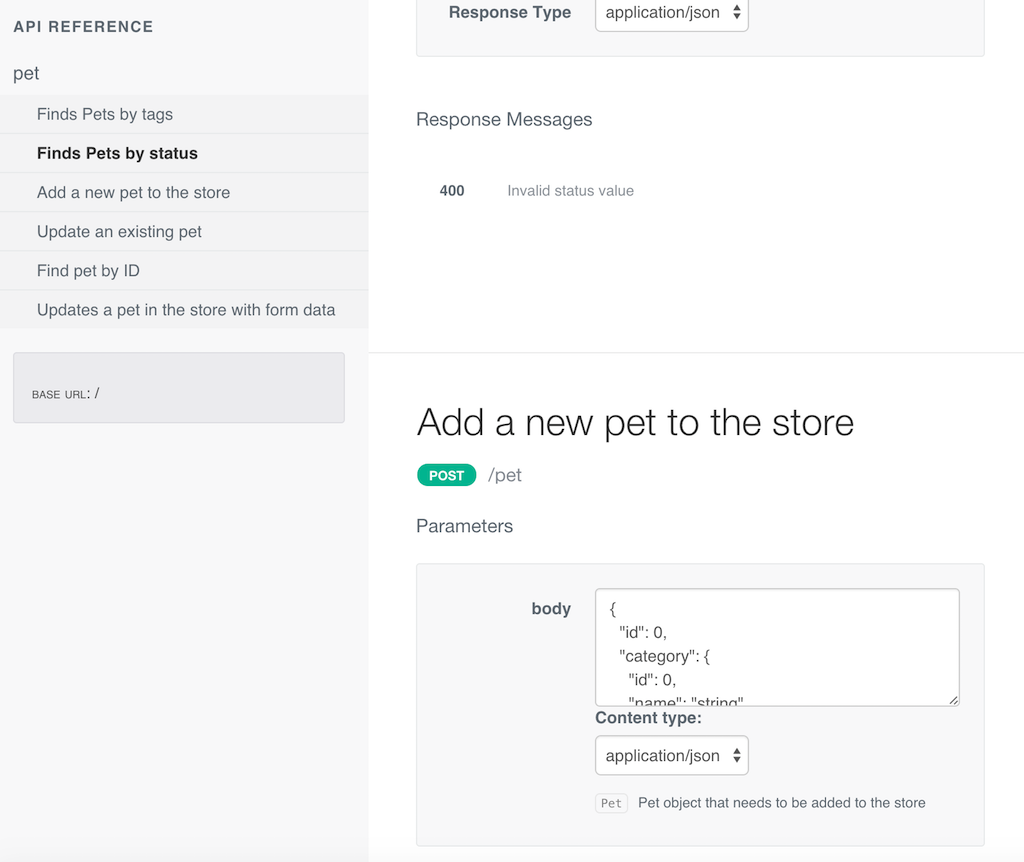 API REFERENCE
pet
Finds Pets by tags
Finds Pets by status
Add a new pet to the store
Update an existing pet
Find pet by ID
Updates a pet in the store with form data
BASE URL: /
Response Type
application/json
Response Messages
400 Invalid status value
Add a new pet to the store
POST /pet
Parameters
body
{
"id": 0,
"category": {
"id": 0,
"name": "string"
Content type:
application/json
Pet Pet object that needs to be added to the store